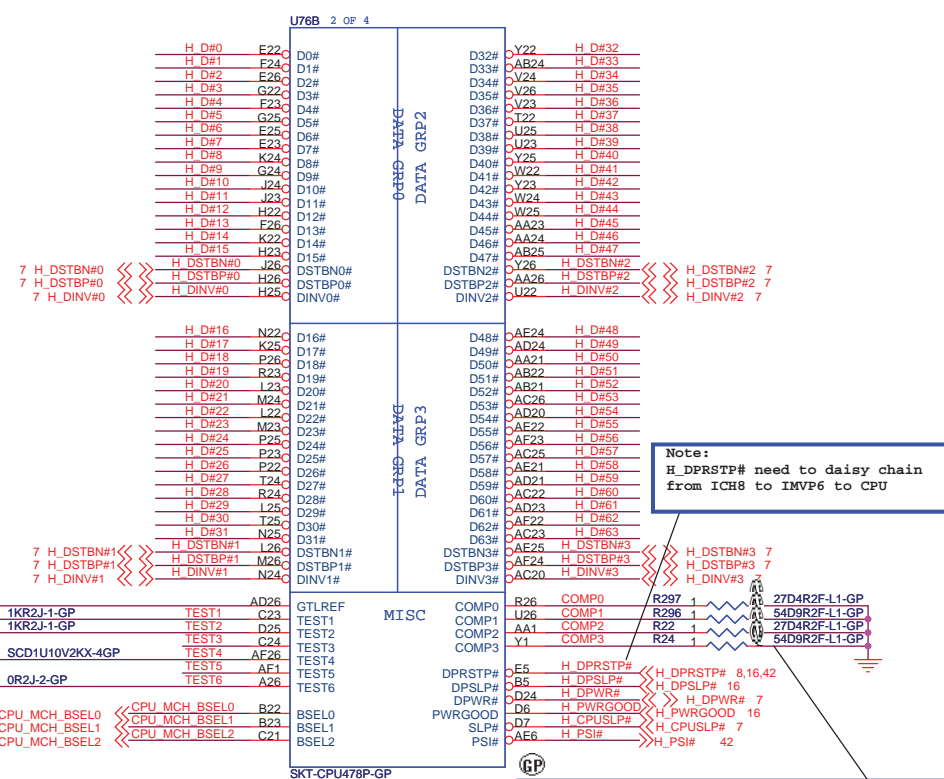 U76B 2 OF 4
H_D#0 E22 D0# D32# Y22 H_D#32
H_D#1 F24 D1# D33# AB24 H_D#33
H_D#2 E26 D2# D34# V24 H_D#34
H_D#3 G22 D3# D35# V26 H_D#35
H_D#4 F23 D4# D36# V23 H_D#36
H_D#5 G25 D5# D37# T22 H_D#37
H_D#6 E25 D6# D38# U25 H_D#38
H_D#7 E23 D7# D39# U23 H_D#39
H_D#8 K24 D8# D40# Y25 H_D#40
H_D#9 G24 D9# D41# W22 H_D#41
H_D#10 J24 D10# D42# Y23 H_D#42
H_D#11 J23 D11# D43# W24 H_D#43
H_D#12 H22 D12# D44# W25 H_D#44
H_D#13 F26 D13# D45# AA23 H_D#45
H_D#14 K22 D14# D46# AA24 H_D#46
H_D#15 H23 D15# D47# AB25 H_D#47
7 H_DSTBN#0 H_DSTBN#0 J26 DSTBN0# DSTBN2# Y26 H_DSTBN#2 H_DSTBN#2 7
7 H_DSTBP#0 H_DSTBP#0 H26 DSTBP0# DSTBP2# AA26 H_DSTBP#2 H_DSTBP#2 7
7 H_DINV#0 H_DINV#0 H25 DINV0# DINV2# U22 H_DINV#2 H_DINV#2 7
DATA GRP0
DATA GRP2
H_D#16 N22 D16# D48# AE24 H_D#48
H_D#17 K25 D17# D49# AD24 H_D#49
H_D#18 P26 D18# D50# AA21 H_D#50
H_D#19 R23 D19# D51# AB22 H_D#51
H_D#20 L23 D20# D52# AB21 H_D#52
H_D#21 M24 D21# D53# AC26 H_D#53
H_D#22 L22 D22# D54# AD20 H_D#54
H_D#23 M23 D23# D55# AE22 H_D#55
H_D#24 P25 D24# D56# AF23 H_D#56
H_D#25 P23 D25# D57# AC25 H_D#57
H_D#26 P22 D26# D58# AE21 H_D#58
H_D#27 T24 D27# D59# AD21 H_D#59
H_D#28 R24 D28# D60# AC22 H_D#60
H_D#29 L25 D29# D61# AD23 H_D#61
H_D#30 T25 D30# D62# AF22 H_D#62
H_D#31 N25 D31# D63# AC23 H_D#63
7 H_DSTBN#1 H_DSTBN#1 L26 DSTBN1# DSTBN3# AE25 H_DSTBN#3 H_DSTBN#3 7
7 H_DSTBP#1 H_DSTBP#1 M26 DSTBP1# DSTBP3# AF24 H_DSTBP#3 H_DSTBP#3 7
7 H_DINV#1 H_DINV#1 N24 DINV1# DINV3# AC20 H_DINV#3 H_DINV#3 7
DATA GRP1
DATA GRP3
Note:
H_DPRSTP# need to daisy chain
from ICH8 to IMVP6 to CPU
AD26 GTLREF MISC COMP0 R26 COMP0 R297 1 27D4R2F-L1-GP
1KR2J-1-GP TEST1 C23 TEST1 COMP1 U26 COMP1 R296 1 54D9R2F-L1-GP
1KR2J-1-GP TEST2 D25 TEST2 COMP2 AA1 COMP2 R22 1 27D4R2F-L1-GP
TEST3 C24 TEST3 COMP3 Y1 COMP3 R24 1 54D9R2F-L1-GP
SCD1U10V2KX-4GP TEST4 AF26 TEST4
TEST5 AF1 TEST5 DPRSTP# E5 H_DPRSTP# H_DPRSTP# 8,16,42
0R2J-2-GP TEST6 A26 TEST6 DPSLP# B5 H_DPSLP# H_DPSLP# 16
DPWR# D24 H_DPWR# H_DPWR# 7
CPU_MCH_BSEL0 CPU_MCH_BSEL0 B22 BSEL0 PWRGOOD D6 H_PWRGOOD H_PWRGOOD 16
CPU_MCH_BSEL1 CPU_MCH_BSEL1 B23 BSEL1 SLP# D7 H_CPUSLP# H_CPUSLP# 7
CPU_MCH_BSEL2 CPU_MCH_BSEL2 C21 BSEL2 PSI# AE6 H_PSI# H_PSI# 42
SKT-CPU478P-GP
GP